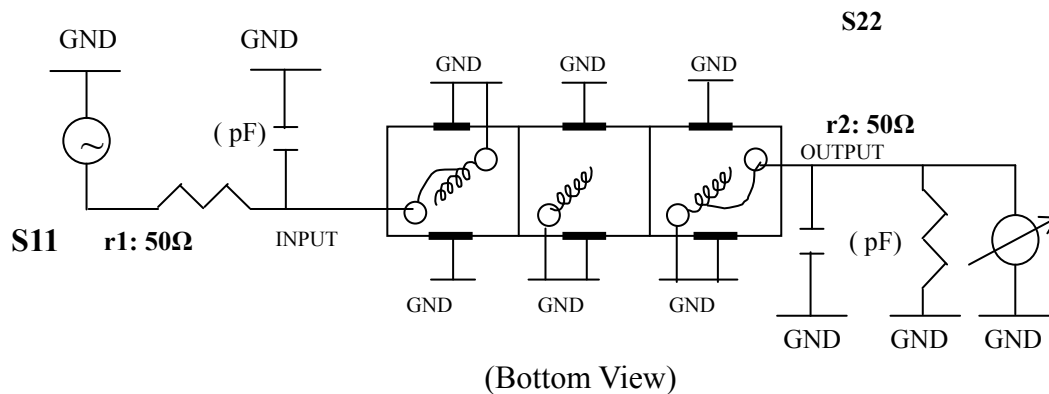 S22
GND
GND
GND
GND
GND
( pF)
r2: 50Ω
OUTPUT
S11
r1: 50Ω
INPUT
( pF)
GND
GND
GND
GND
GND
GND
(Bottom View)